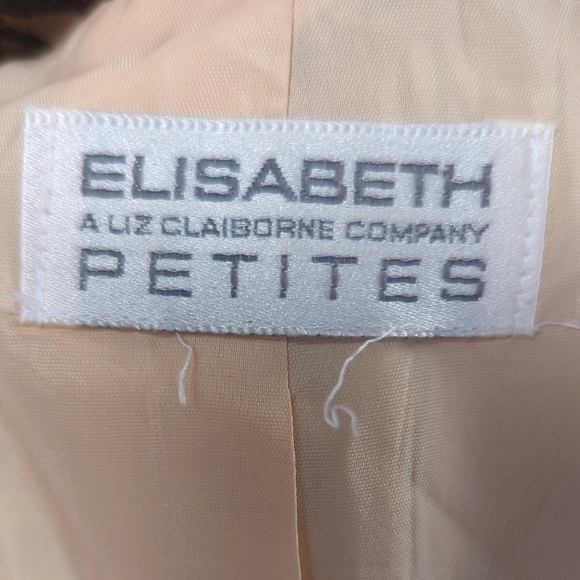 ELISABETH
A LIZ CLAIBORNE COMPANY
PETITES